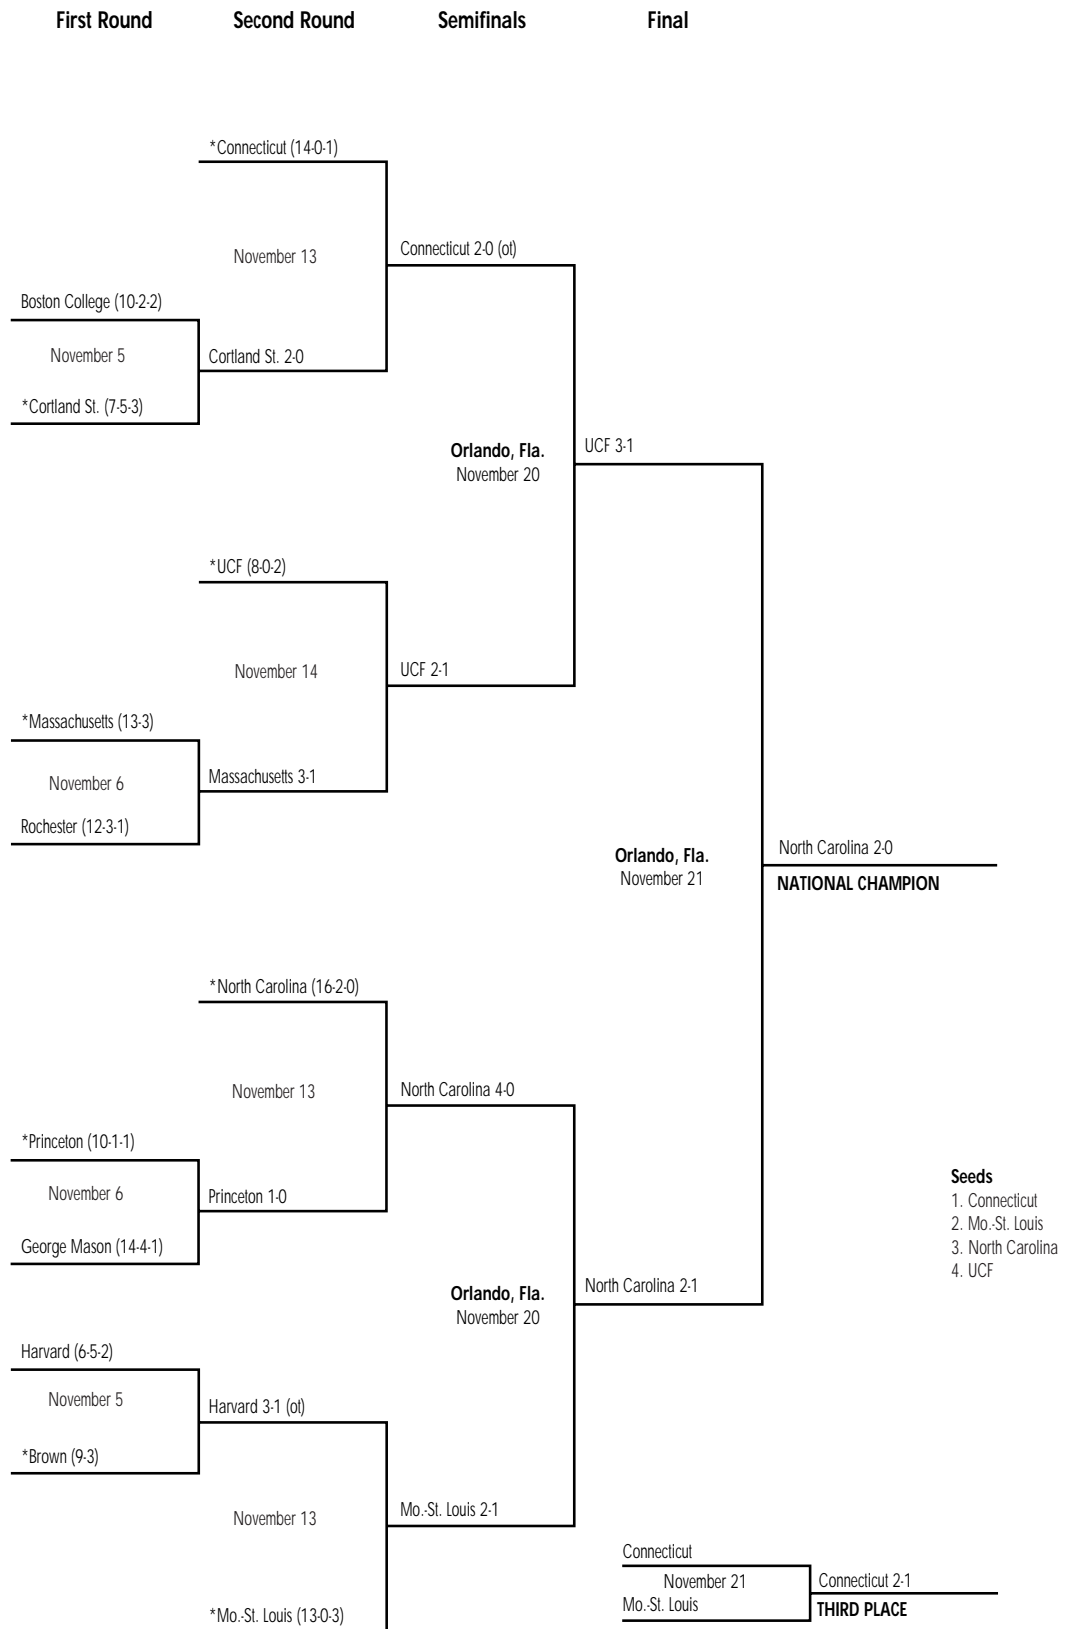 First Round Second Round Semifinals Final
*Connecticut (14-0-1)
November 13
Connecticut 2-0 (ot)
Boston College (10-2-2)
November 5
Cortland St. 2-0
*Cortland St. (7-5-3)
Orlando, Fla.
November 20
UCF 3-1
*UCF (8-0-2)
November 14
UCF 2-1
*Massachusetts (13-3)
November 6
Massachusetts 3-1
Rochester (12-3-1)
Orlando, Fla.
November 21
North Carolina 2-0
NATIONAL CHAMPION
*North Carolina (16-2-0)
November 13
North Carolina 4-0
*Princeton (10-1-1)
November 6
Princeton 1-0
George Mason (14-4-1)
Seeds
1. Connecticut
2. Mo.-St. Louis
3. North Carolina
4. UCF
Orlando, Fla.
November 20
North Carolina 2-1
Harvard (6-5-2)
November 5
Harvard 3-1 (ot)
*Brown (9-3)
November 13
Mo.-St. Louis 2-1
*Mo.-St. Louis (13-0-3)
Connecticut
November 21
Mo.-St. Louis
Connecticut 2-1
THIRD PLACE